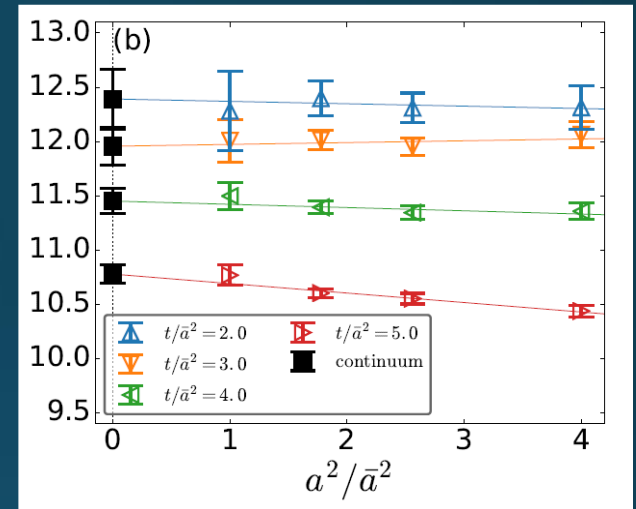 (b)
13.0
12.5
12.0
11.5
11.0
10.5
10.0
9.5
t/ā² = 2.0
t/ā² = 3.0
t/ā² = 4.0
t/ā² = 5.0
continuum
0 1 2 3 4
a²/ā²